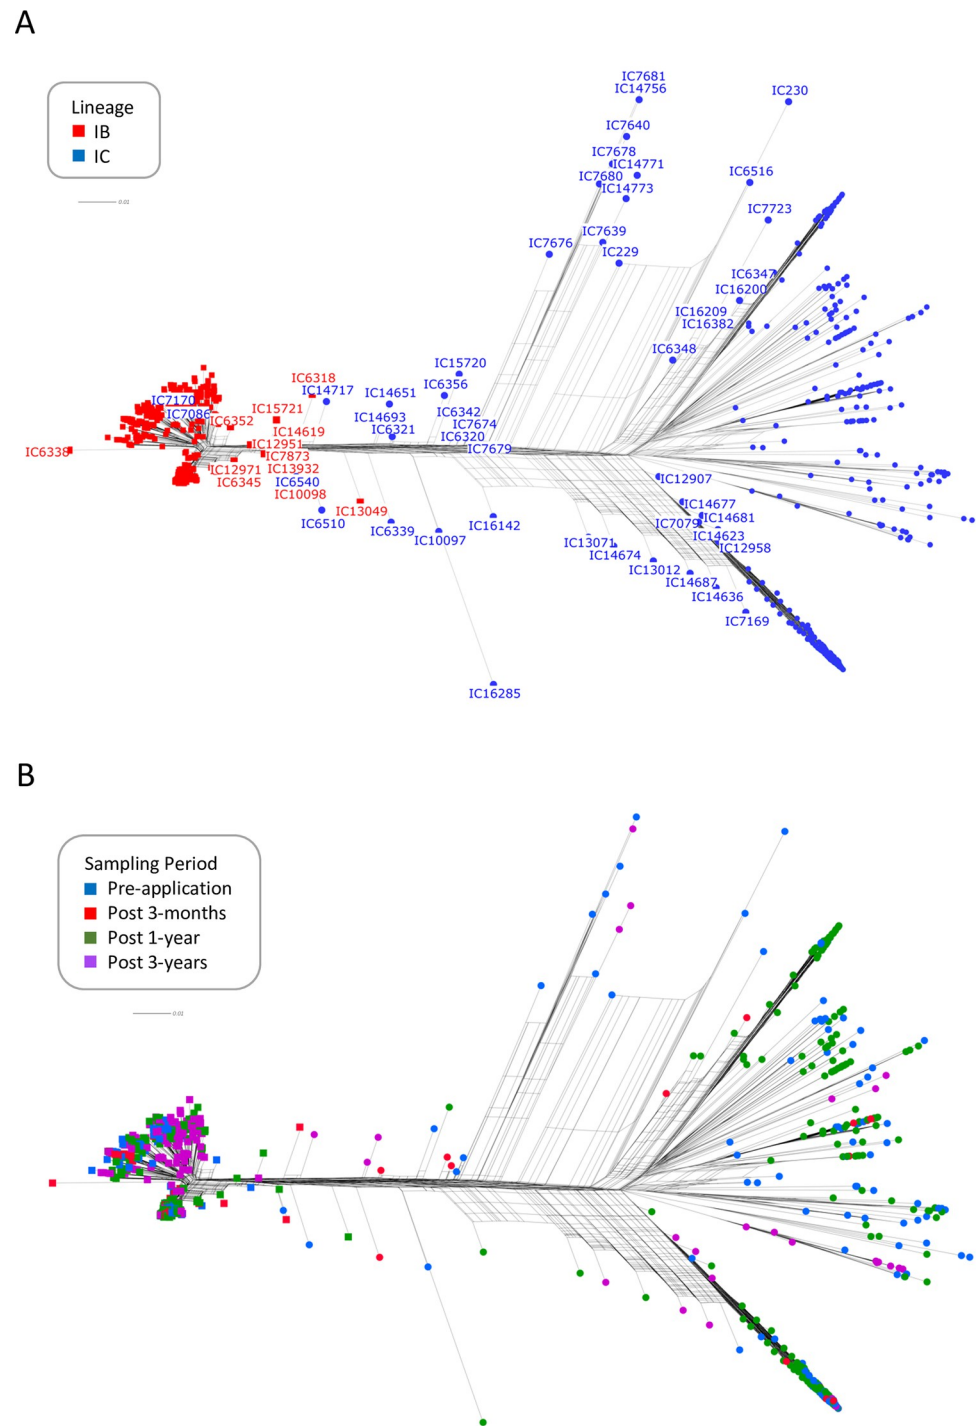 A
Lineage
IB
IC
0.01
IC7681
IC14756
IC230
IC7640
IC7678
IC14771
IC7680
IC14773
IC6516
IC7723
IC7639
IC7676
IC229
IC6347
IC16200
IC16209
IC16382
IC6348
IC15720
IC6318
IC14717
IC14651
IC6356
IC7170
IC7086
IC15721
IC6352
IC14693
IC6342
IC14619
IC6321
IC7674
IC6320
IC6338
IC12951
IC7679
IC7873
IC12971
IC13932
IC6345
IC6540
IC10098
IC12907
IC6510
IC13049
IC14677
IC14681
IC7079
IC6339
IC16142
IC10097
IC14623
IC13071
IC12958
IC14674
IC13012
IC14687
IC14636
IC7169
IC16285
B
Sampling Period
Pre-application
Post 3-months
Post 1-year
Post 3-years
0.01